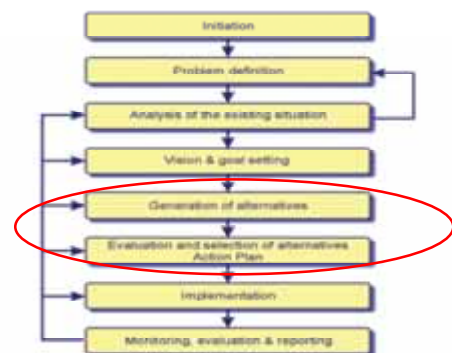 Initiation
Problem definition
Analysis of the existing situation
Vision & goal setting
Generation of alternatives
Evaluation and selection of alternatives
Action Plan
Implementation
Monitoring, evaluation & reporting